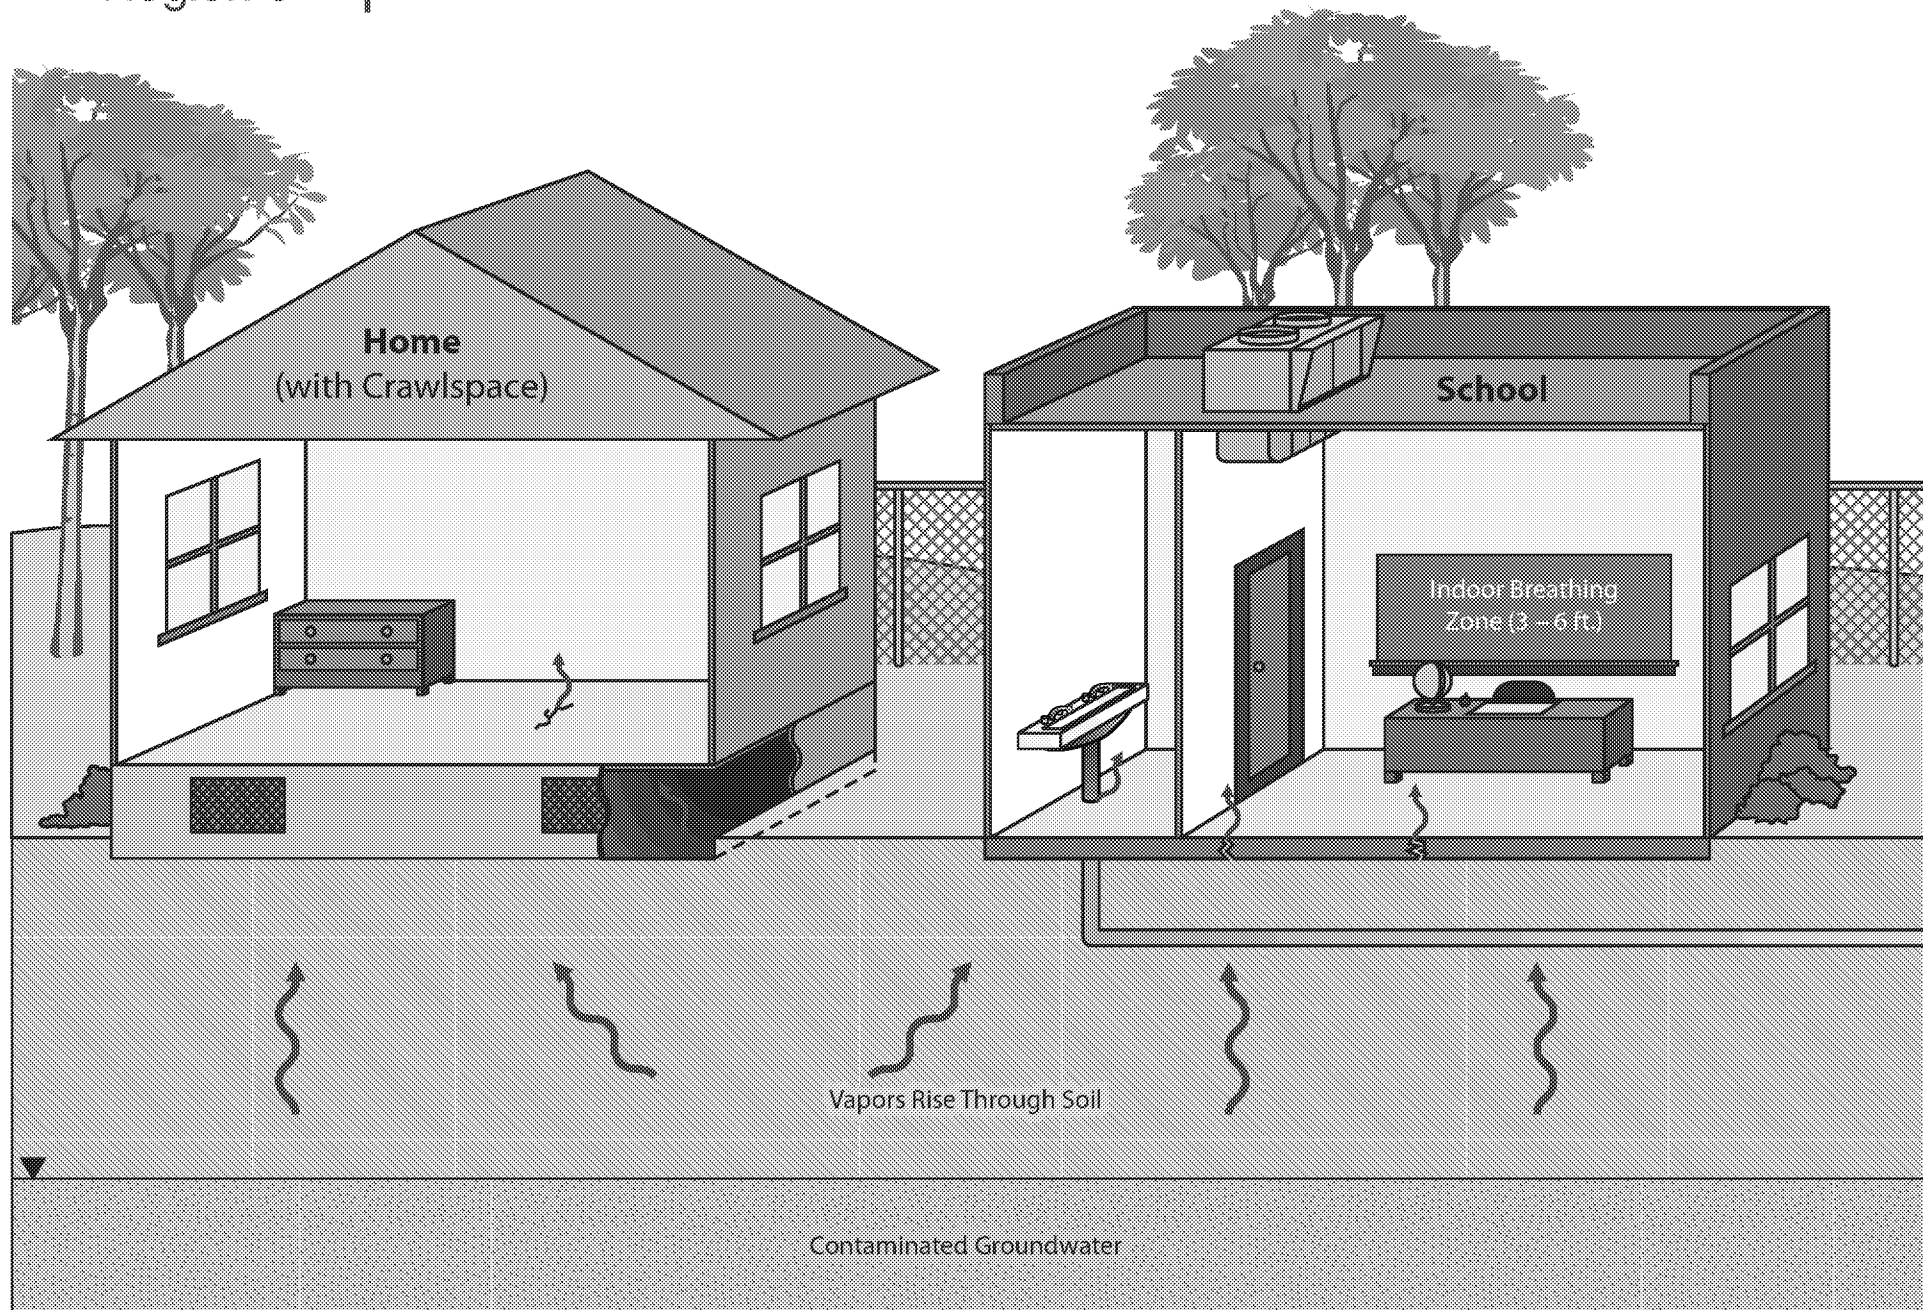 Home
(with Crawlspace)
School
Indoor Breathing
Zone (3 – 6 ft.)
Vapors Rise Through Soil
Contaminated Groundwater